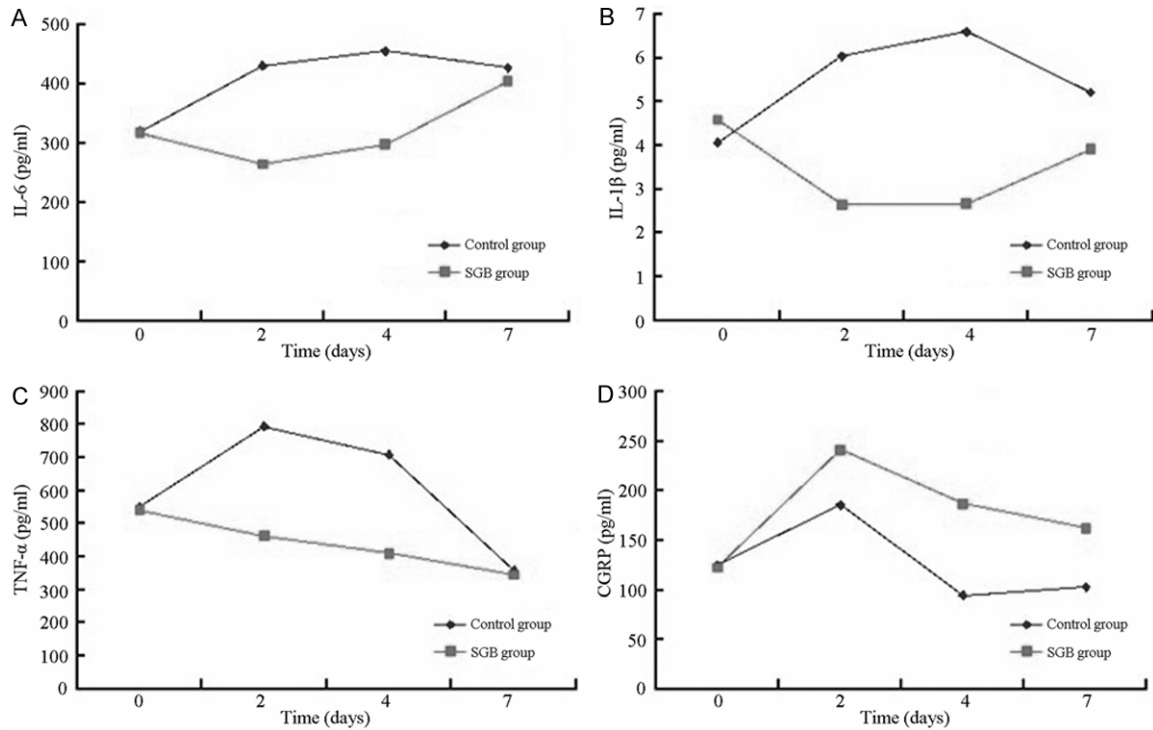 A
IL-6 (pg/ml)
500
400
300
200
100
0
0 2 4 7
Time (days)
Control group
SGB group
B
IL-1β (pg/ml)
7
6
5
4
3
2
1
0
0 2 4 7
Time (days)
Control group
SGB group
C
TNF-α (pg/ml)
900
800
700
600
500
400
300
200
100
0
0 2 4 7
Time (days)
Control group
SGB group
D
CGRP (pg/ml)
300
250
200
150
100
50
0
0 2 4 7
Time (days)
Control group
SGB group